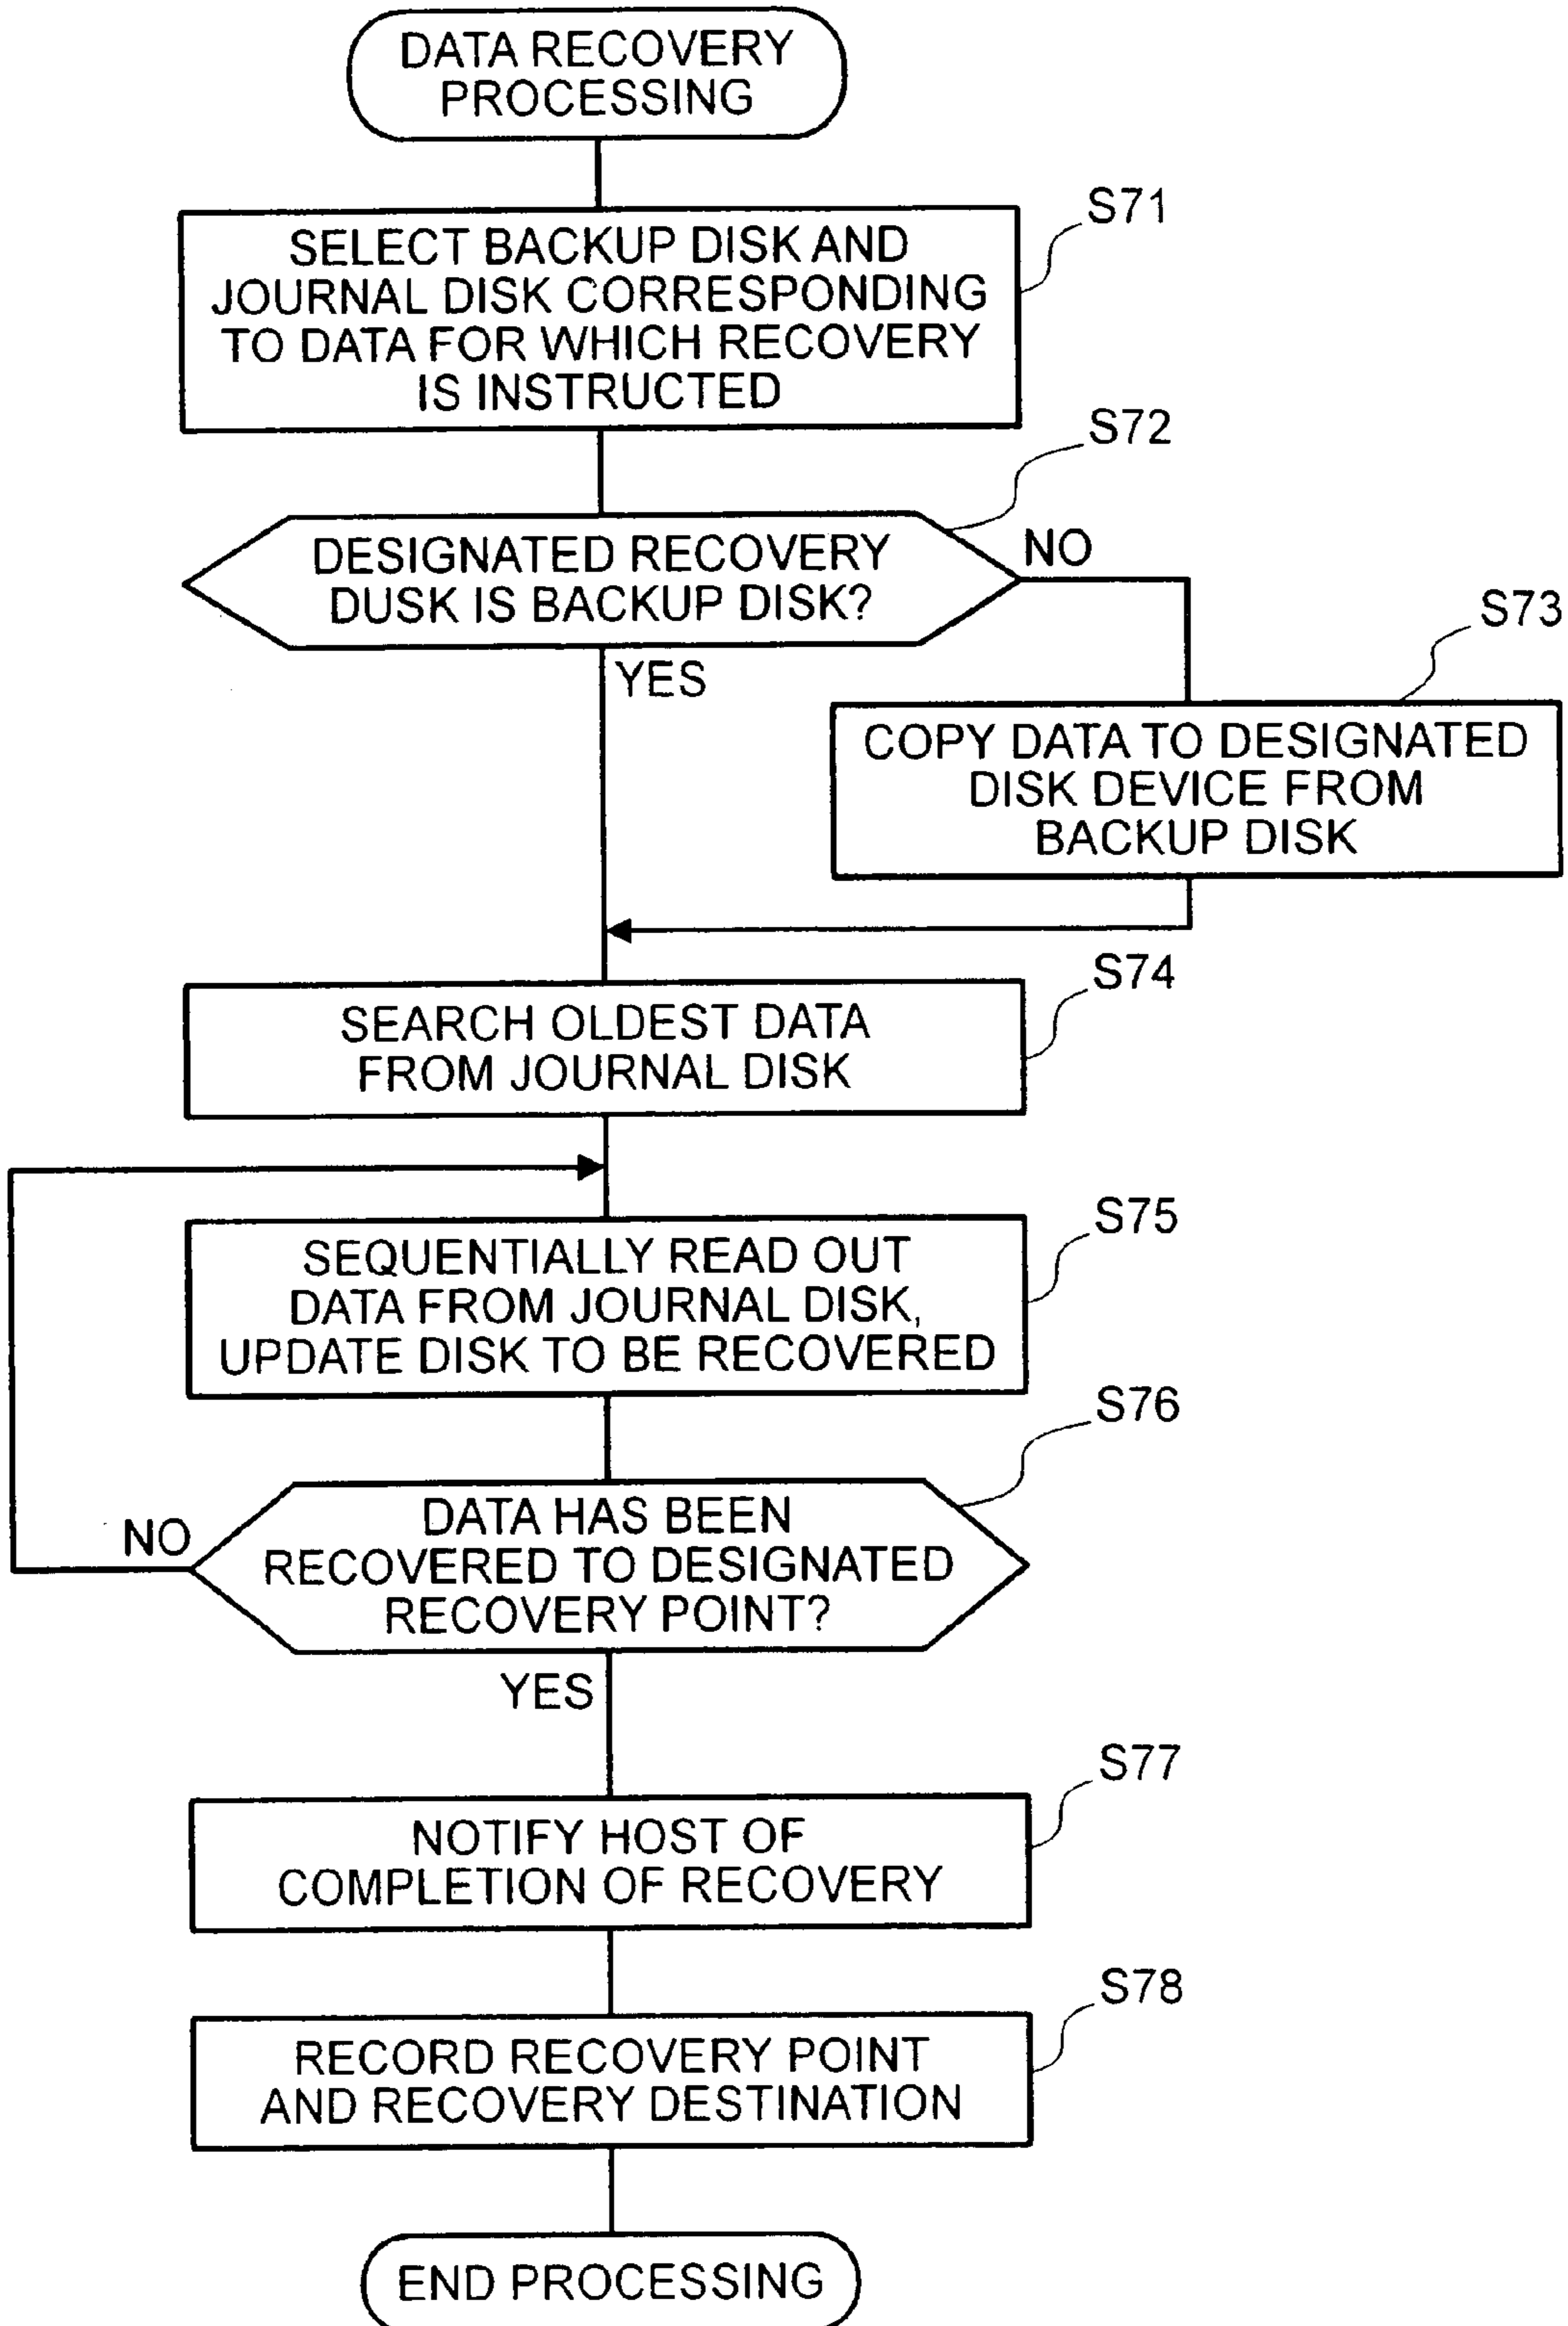 DATA RECOVERY
PROCESSING
S71
SELECT BACKUP DISK AND
JOURNAL DISK CORRESPONDING
TO DATA FOR WHICH RECOVERY
IS INSTRUCTED
S72
DESIGNATED RECOVERY
DUSK IS BACKUP DISK?
NO
YES
S73
COPY DATA TO DESIGNATED
DISK DEVICE FROM
BACKUP DISK
S74
SEARCH OLDEST DATA
FROM JOURNAL DISK
S75
SEQUENTIALLY READ OUT
DATA FROM JOURNAL DISK,
UPDATE DISK TO BE RECOVERED
S76
DATA HAS BEEN
RECOVERED TO DESIGNATED
RECOVERY POINT?
NO
YES
S77
NOTIFY HOST OF
COMPLETION OF RECOVERY
S78
RECORD RECOVERY POINT
AND RECOVERY DESTINATION
END PROCESSING